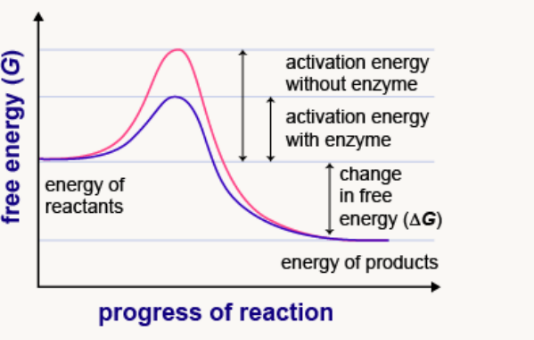 free energy (G)
activation energy
without enzyme
activation energy
with enzyme
change
in free
energy (ΔG)
energy of
reactants
energy of products
progress of reaction